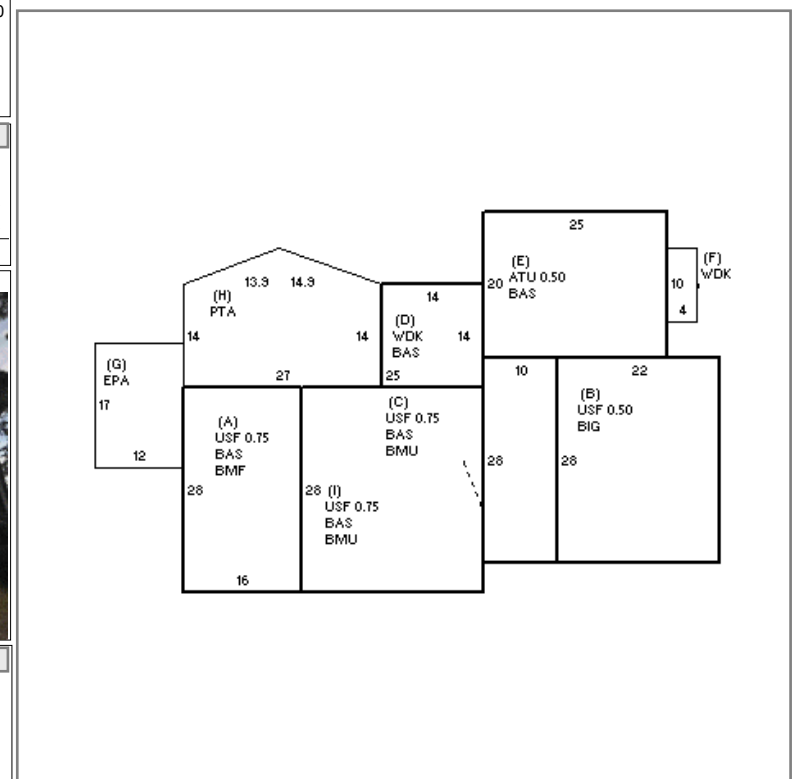 0
25
(E)
ATU 0.50
BAS
20
(F)
WDK
10
4
13.9
14.9
(H)
PTA
14
14
27
14
(D)
WDK
BAS
14
25
(G)
EPA
17
12
(A)
USF 0.75
BAS
BMF
28
16
(C)
USF 0.75
BAS
BMU
28
(I)
USF 0.75
BAS
BMU
10
28
22
(B)
USF 0.50
BIG
28